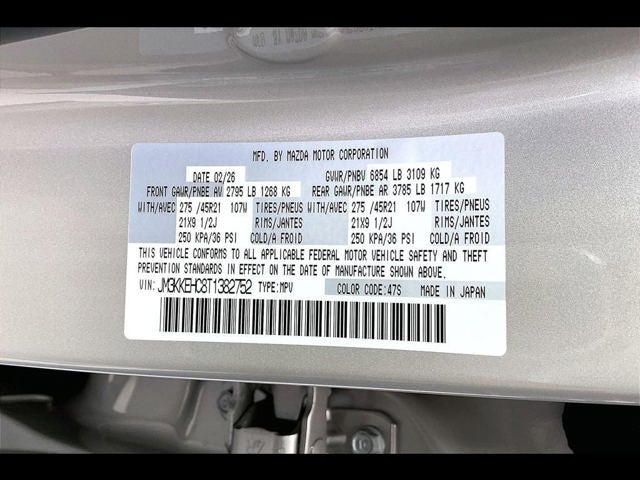 MFD. BY MAZDA MOTOR CORPORATION
DATE 02/26 GVWR/PNBV 6854 LB 3109 KG
FRONT GAWR/PNBE AV 2795 LB 1268 KG REAR GAWR/PNBE AR 3785 LB 1717 KG
WITH/AVEC 275 /45R21 107W TIRES/PNEUS WITH/AVEC 275 /45R21 107W TIRES/PNEUS
21X9 1/2J RIMS/JANTES 21X9 1/2J RIMS/JANTES
250 KPA/36 PSI COLD/A FROID 250 KPA/36 PSI COLD/A FROID
THIS VEHICLE CONFORMS TO ALL APPLICABLE FEDERAL MOTOR VEHICLE SAFETY AND THEFT
PREVENTION STANDARDS IN EFFECT ON THE DATE OF MANUFACTURE SHOWN ABOVE.
VIN: JM3KKEHC8T1382752 TYPE:MPV COLOR CODE:47S MADE IN JAPAN